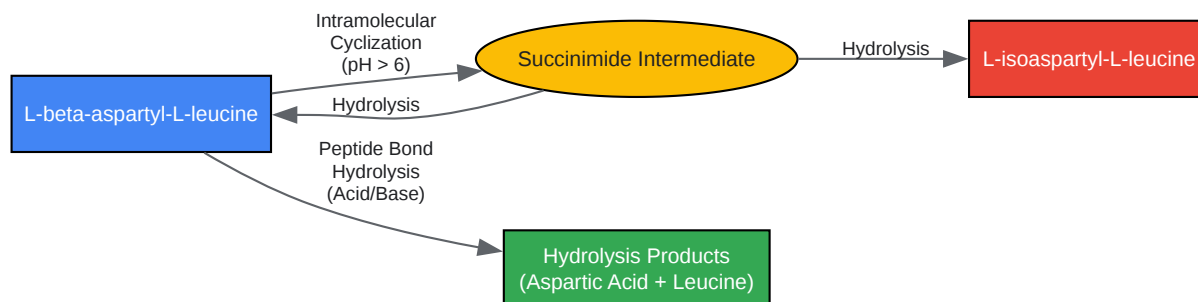 Intramolecular
Cyclization
(pH > 6)
Succinimide Intermediate
Hydrolysis
L-isoaspartyl-L-leucine
L-beta-aspartyl-L-leucine
Hydrolysis
Peptide Bond
Hydrolysis
(Acid/Base)
Hydrolysis Products
(Aspartic Acid + Leucine)